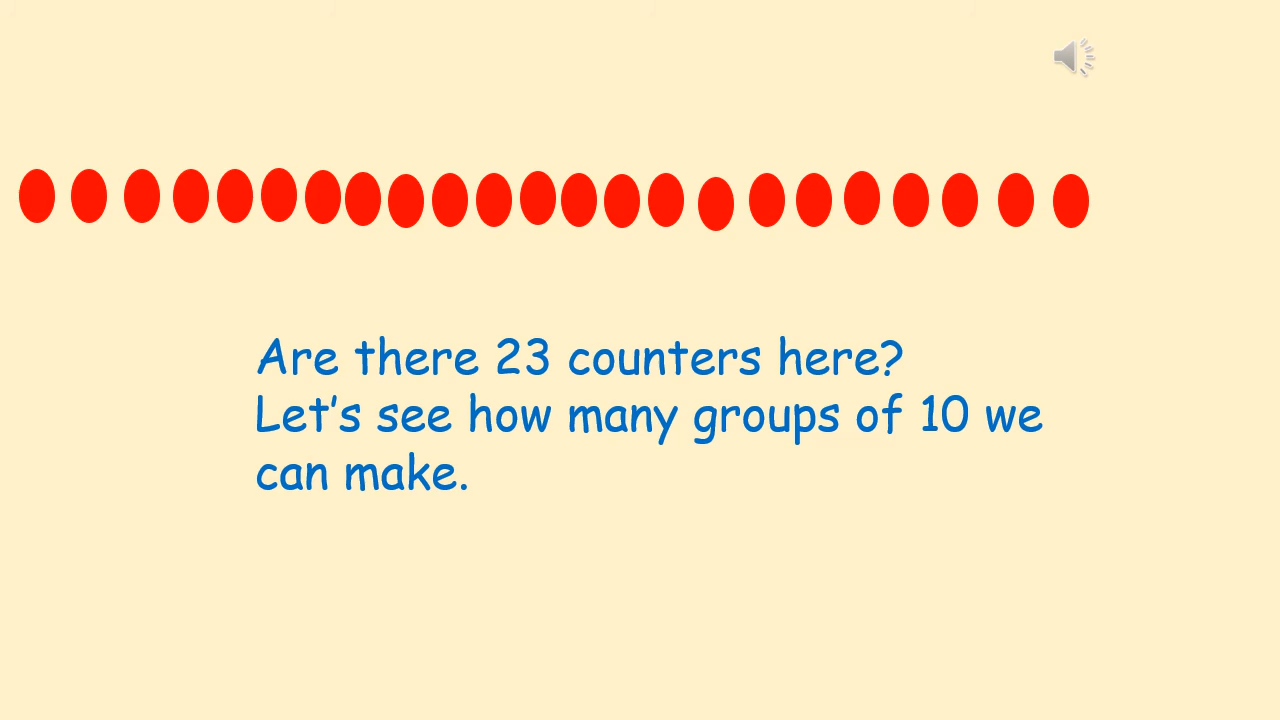 Are there 23 counters here?
Let’s see how many groups of 10 we
can make.